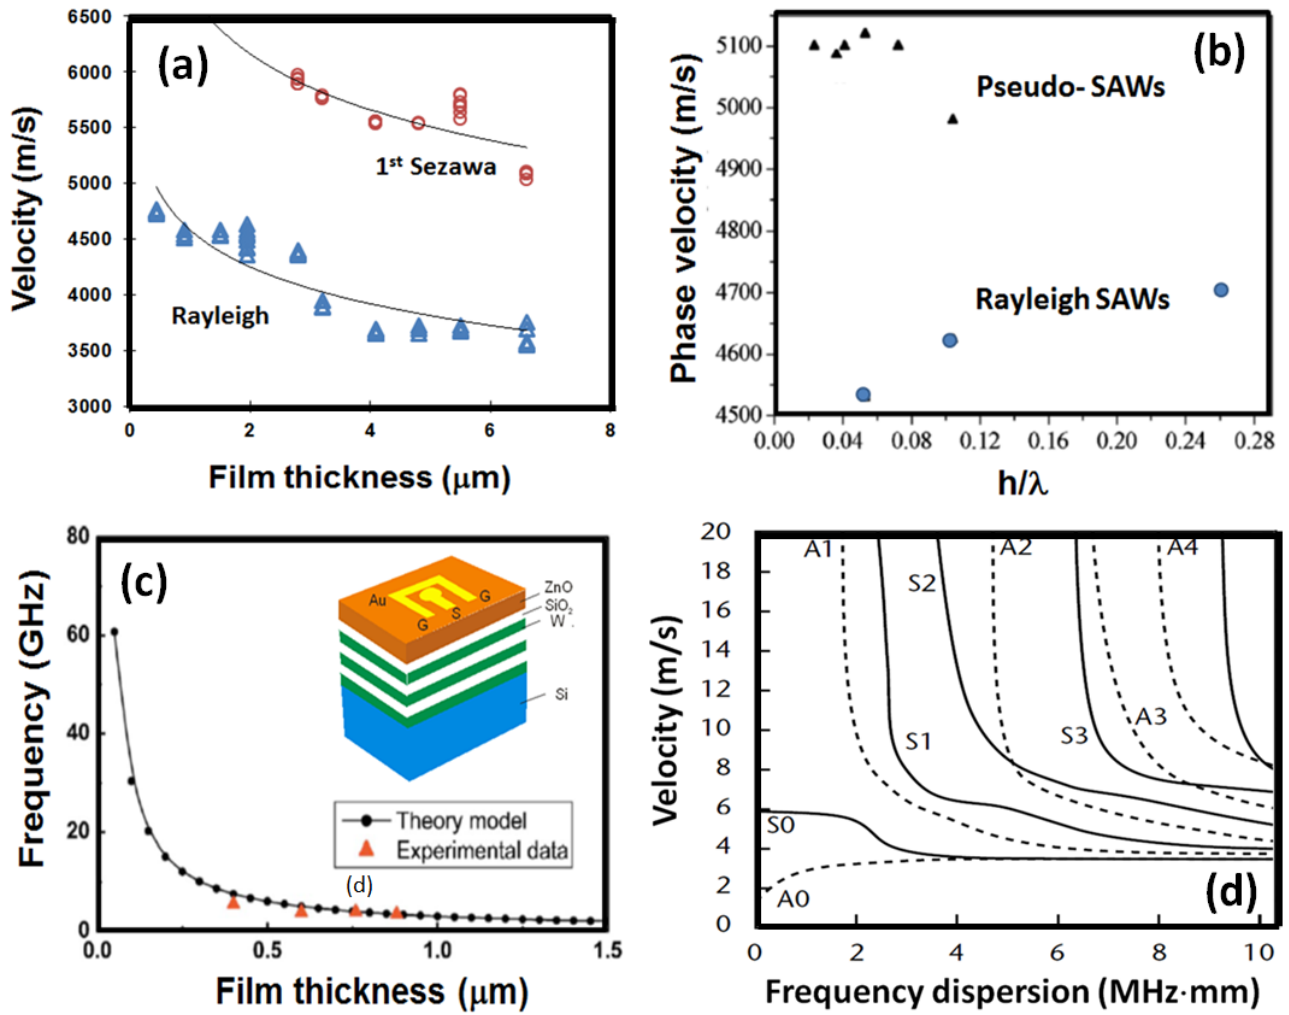 (a)
6500
6000
5500
5000
4500
4000
3500
3000
Velocity (m/s)
1st Sezawa
Rayleigh
0 2 4 6 8
Film thickness (μm)
(b)
5100
5000
4900
4800
4700
4600
4500
Phase velocity (m/s)
Pseudo- SAWs
Rayleigh SAWs
0.00 0.04 0.08 0.12 0.16 0.20 0.24 0.28
h/λ
(c)
80
60
40
20
0
Frequency (GHz)
Au
G S G
ZnO
SiO2
W
Si
Theory model
Experimental data
(d)
0.0 0.5 1.0 1.5
Film thickness (μm)
20
18
16
14
12
10
8
6
4
2
0
Velocity (m/s)
A1 A2 A4
S2
S1 S3 A3
S0
A0
(d)
0 2 4 6 8 10
Frequency dispersion (MHz·mm)